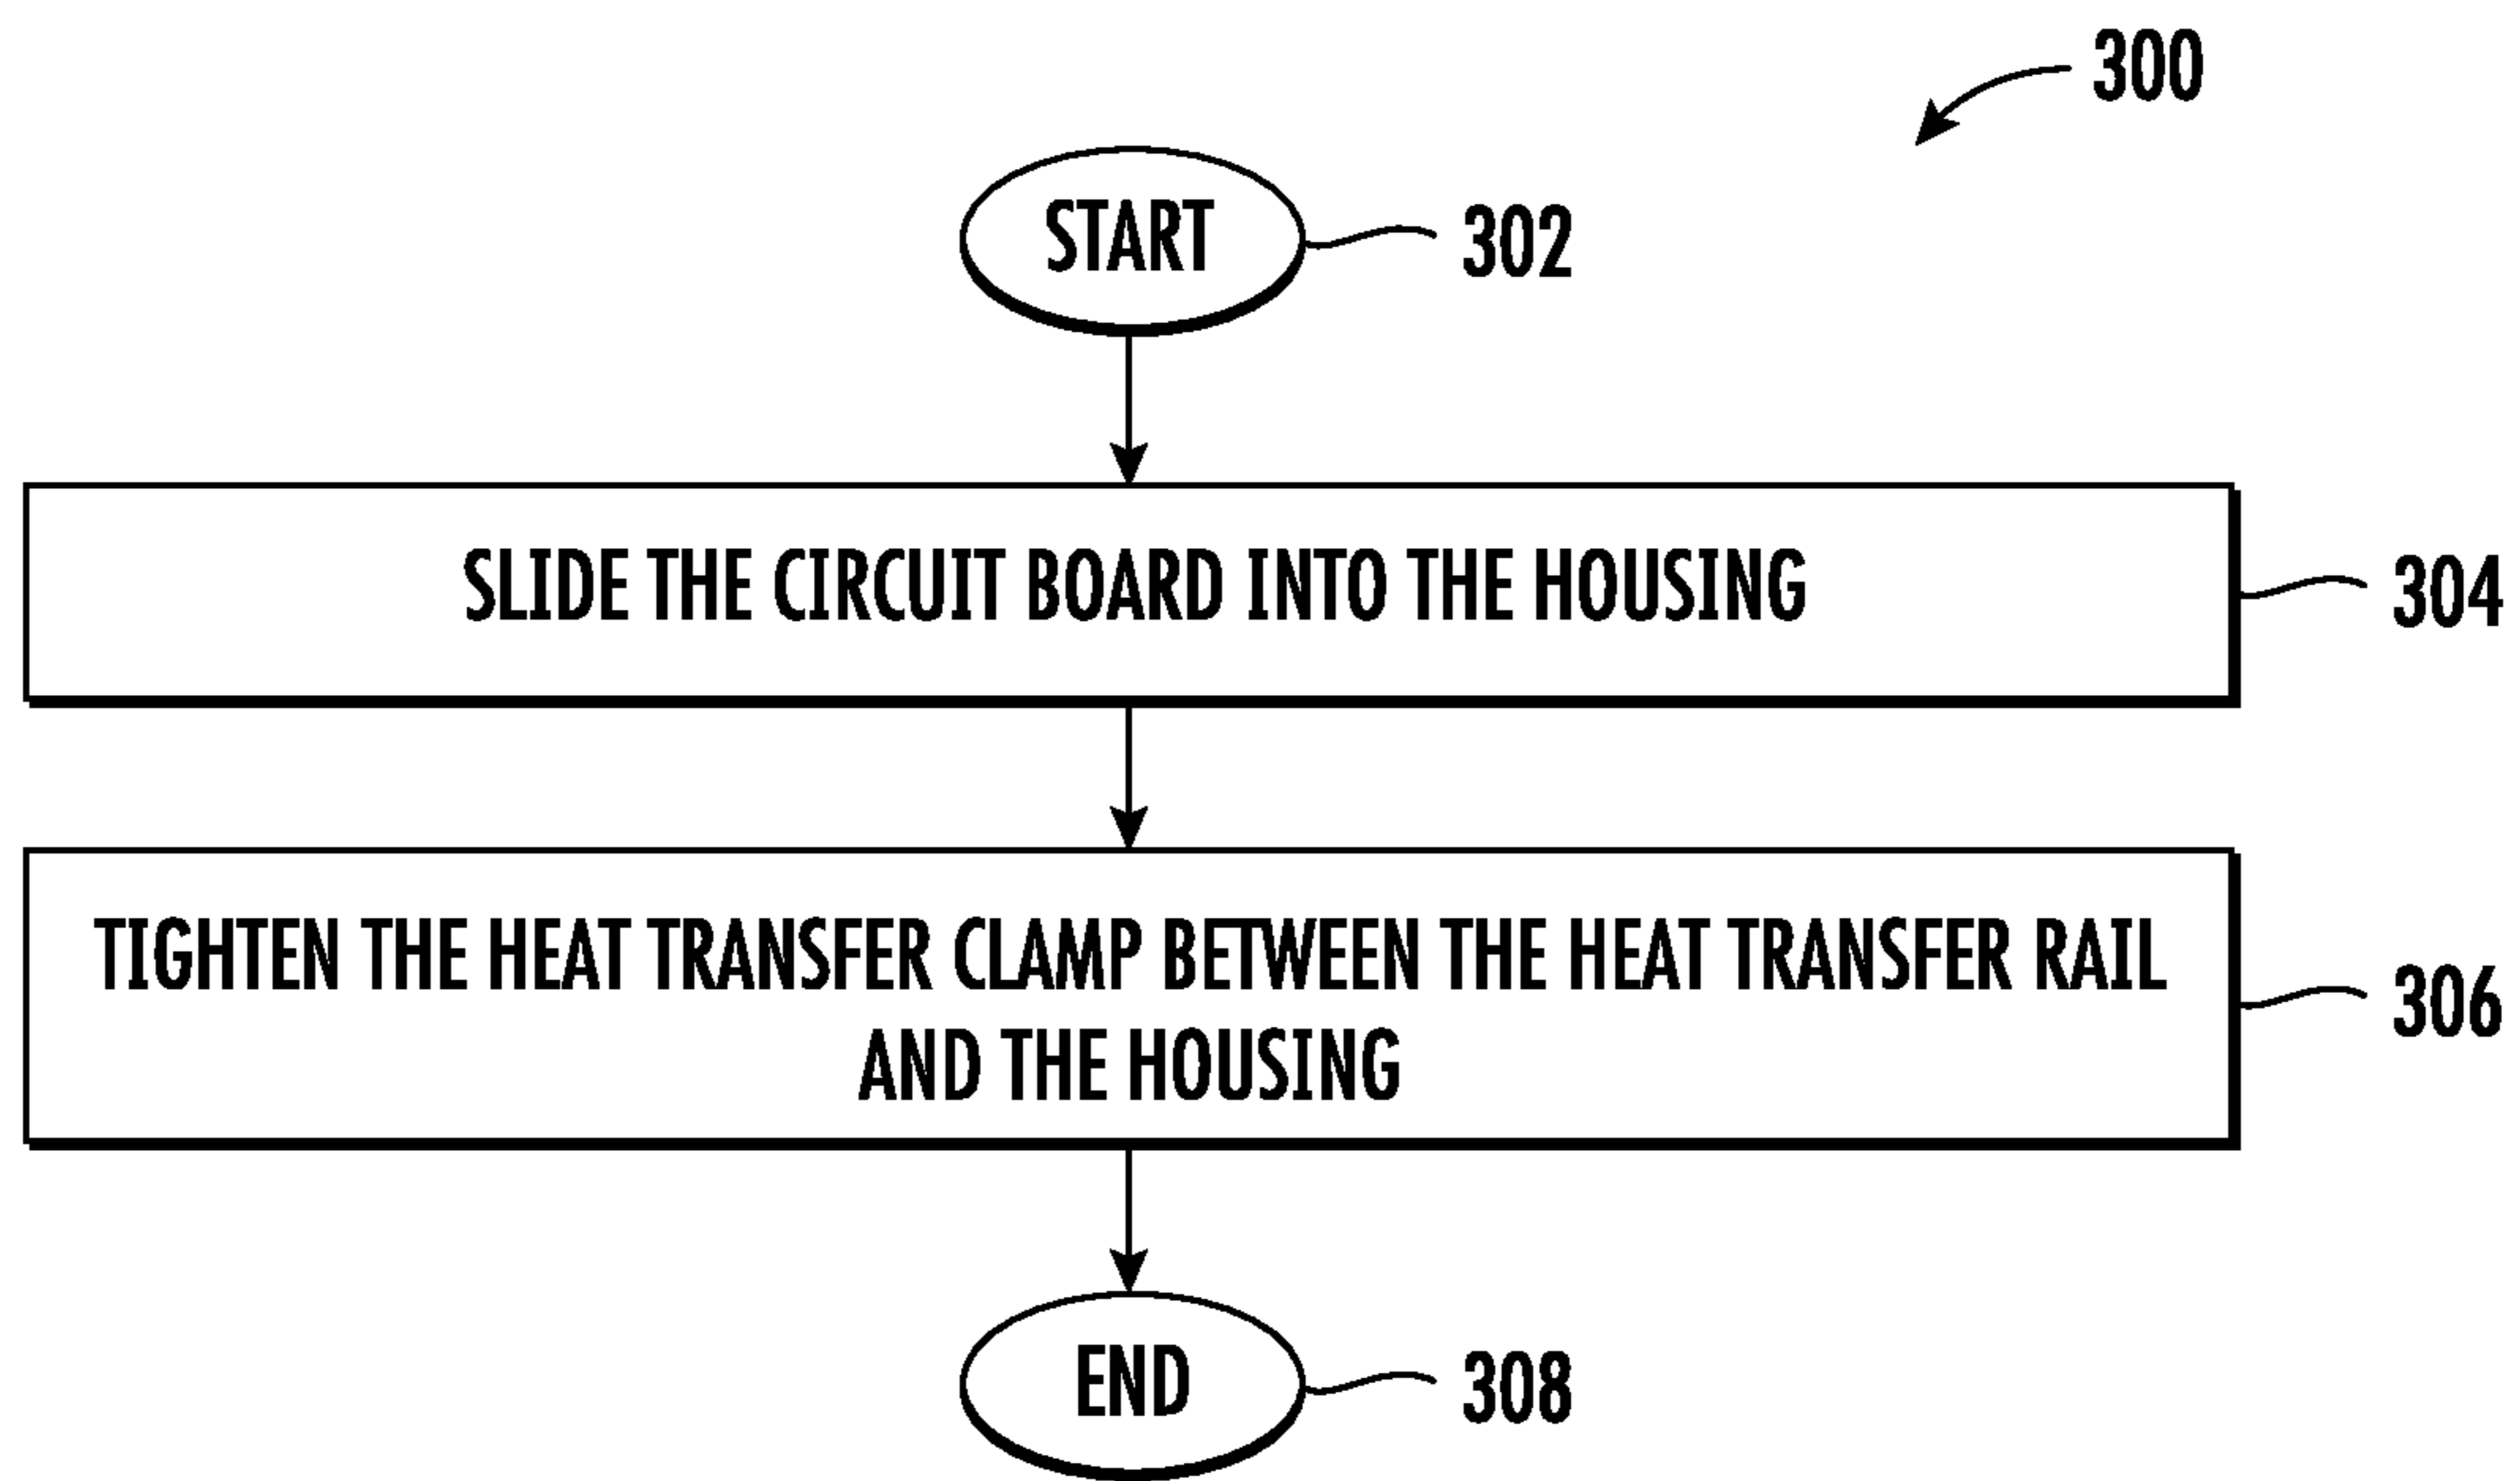 300
START
302
SLIDE THE CIRCUIT BOARD INTO THE HOUSING
304
TIGHTEN THE HEAT TRANSFER CLAMP BETWEEN THE HEAT TRANSFER RAIL
AND THE HOUSING
306
END
308